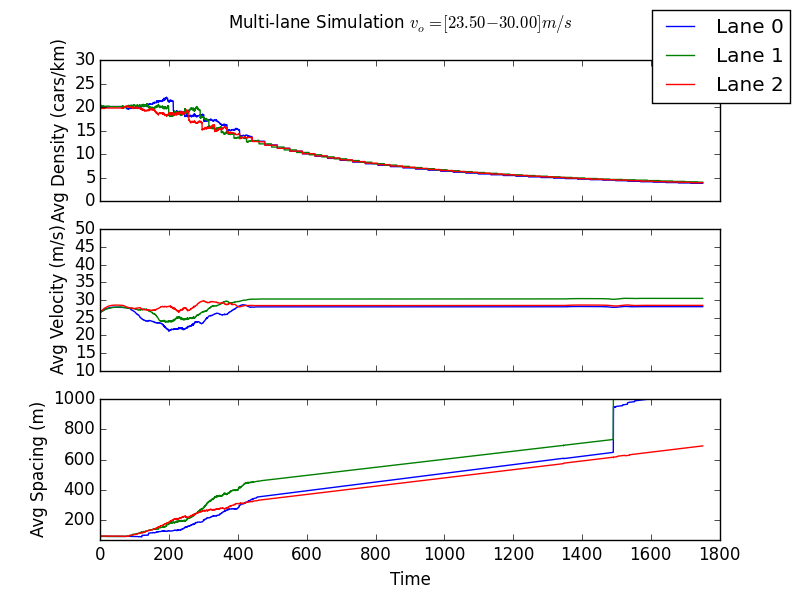 Multi-lane Simulation v_o=[23.50−30.00]m/s
Lane 0
Lane 1
Lane 2
Avg Density (cars/km)
30
25
20
15
10
5
0
Avg Velocity (m/s)
50
45
40
35
30
25
20
15
10
Avg Spacing (m)
1000
800
600
400
200
0 200 400 600 800 1000 1200 1400 1600 1800
Time